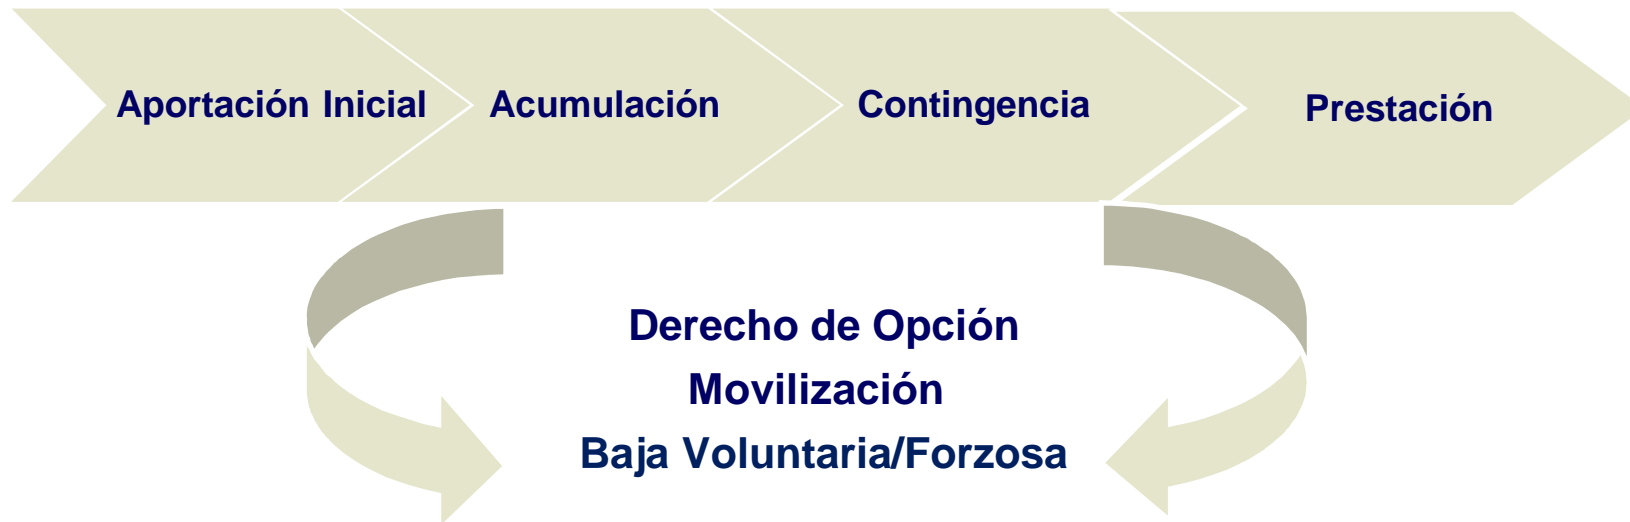 Aportación Inicial
Acumulación
Contingencia
Prestación
Derecho de Opción
Movilización
Baja Voluntaria/Forzosa